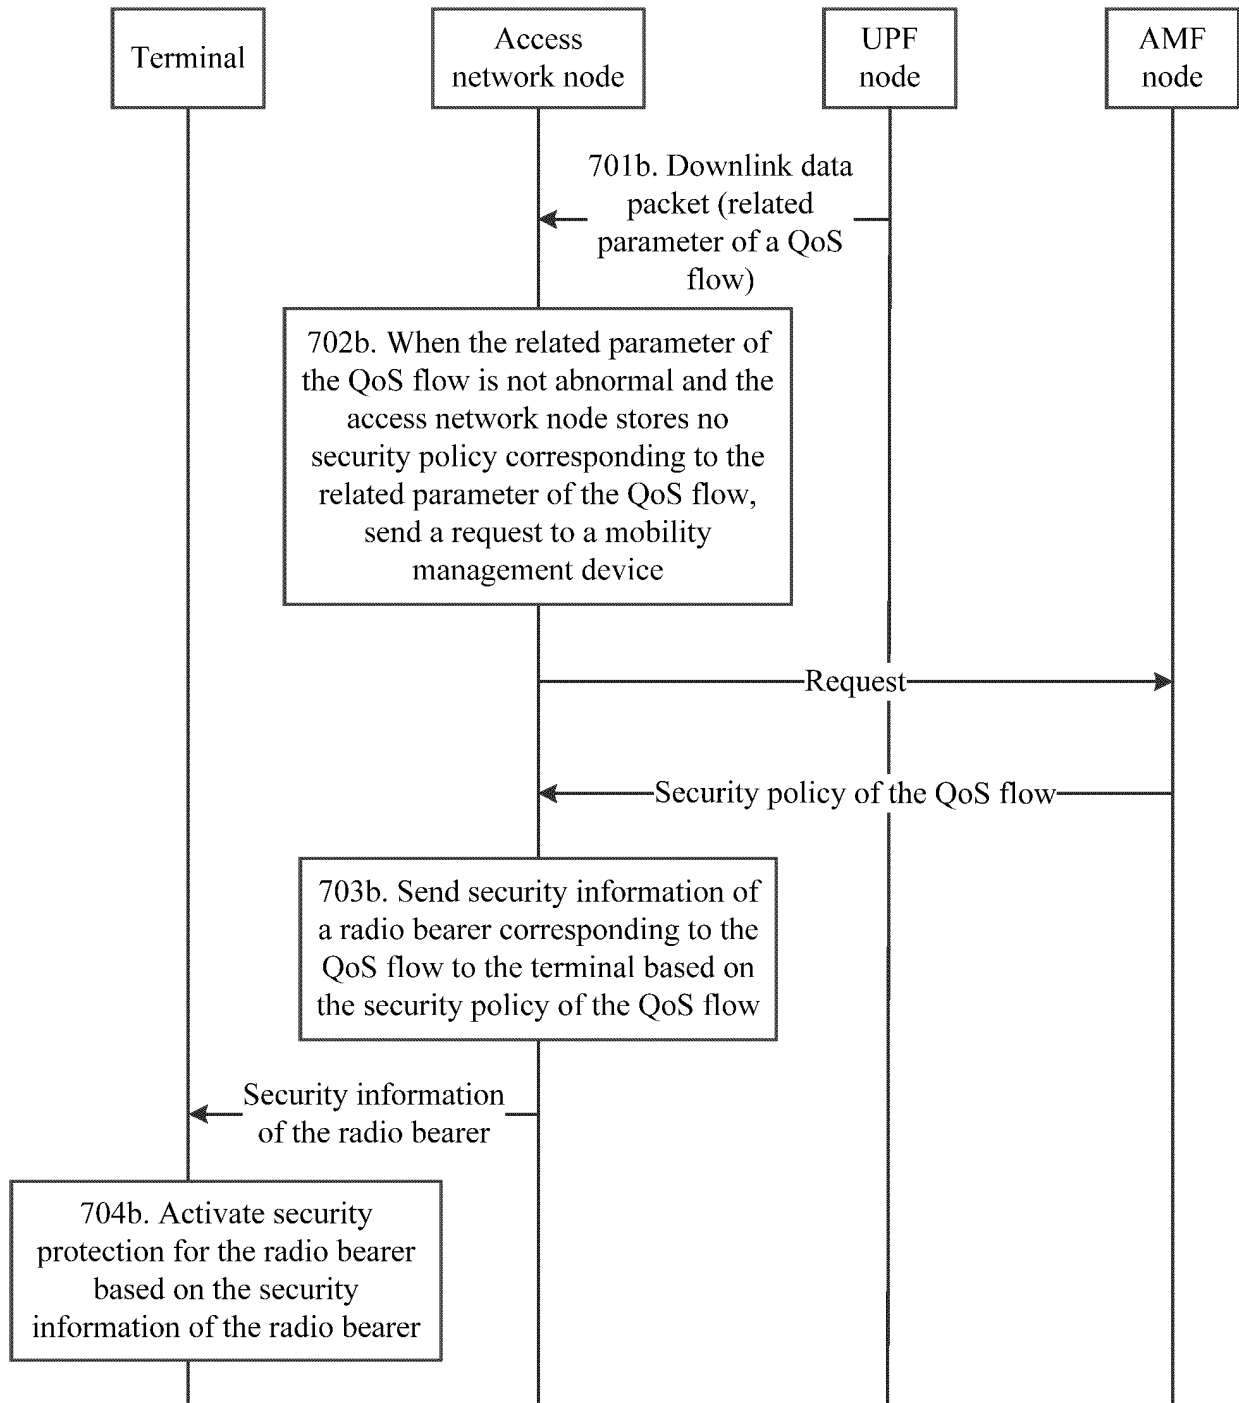 Terminal
Access
network node
UPF
node
AMF
node
701b. Downlink data
packet (related
parameter of a QoS
flow)
702b. When the related parameter of
the QoS flow is not abnormal and the
access network node stores no
security policy corresponding to the
related parameter of the QoS flow,
send a request to a mobility
management device
Request
Security policy of the QoS flow
703b. Send security information of
a radio bearer corresponding to the
QoS flow to the terminal based on
the security policy of the QoS flow
Security information
of the radio bearer
704b. Activate security
protection for the radio bearer
based on the security
information of the radio bearer